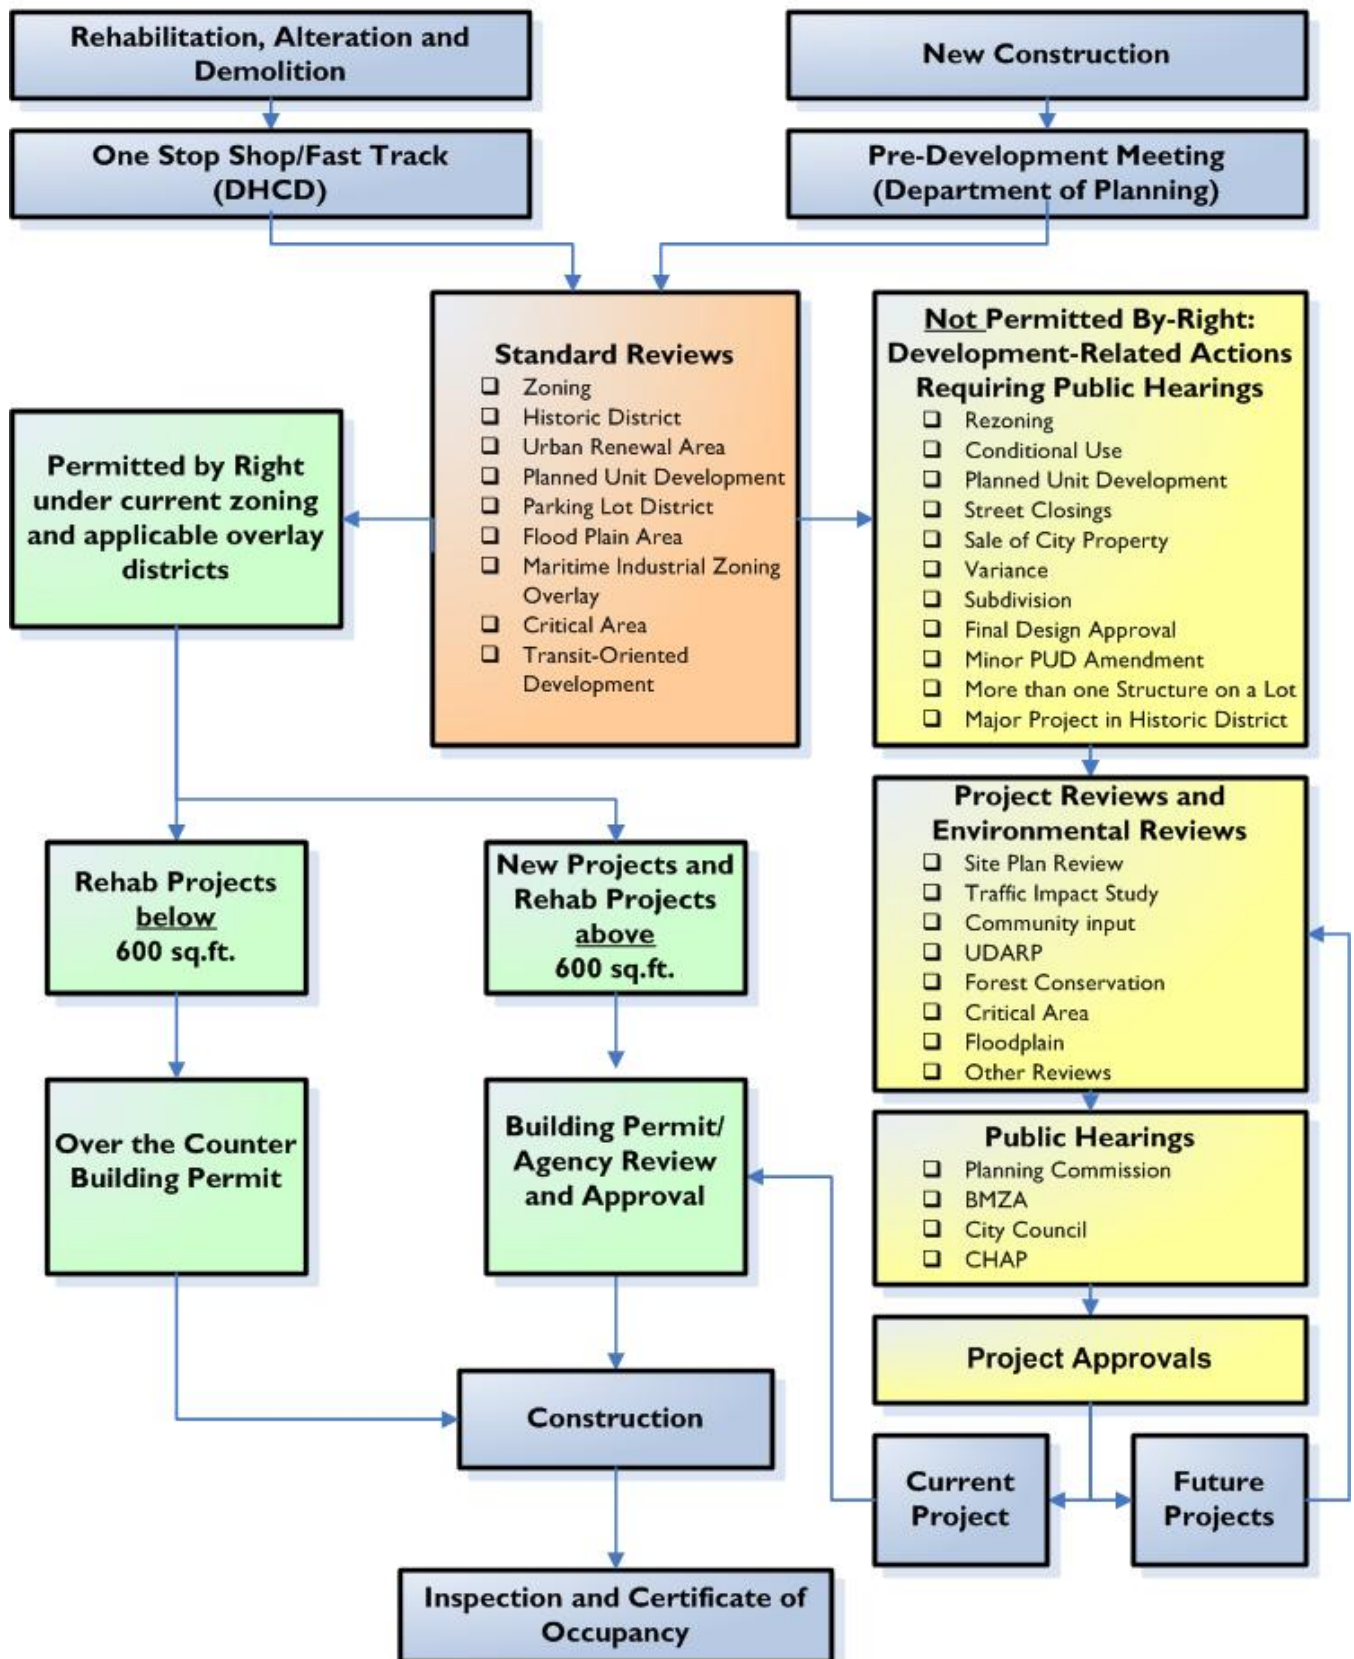 Rehabilitation, Alteration and
Demolition
New Construction
One Stop Shop/Fast Track
(DHCD)
Pre-Development Meeting
(Department of Planning)
Standard Reviews
Zoning
Historic District
Urban Renewal Area
Planned Unit Development
Parking Lot District
Flood Plain Area
Maritime Industrial Zoning
Overlay
Critical Area
Transit-Oriented
Development
Not Permitted By-Right:
Development-Related Actions
Requiring Public Hearings
Rezoning
Conditional Use
Planned Unit Development
Street Closings
Sale of City Property
Variance
Subdivision
Final Design Approval
Minor PUD Amendment
More than one Structure on a Lot
Major Project in Historic District
Permitted by Right
under current zoning
and applicable overlay
districts
Rehab Projects
below
600 sq.ft.
New Projects and
Rehab Projects
above
600 sq.ft.
Project Reviews and
Environmental Reviews
Site Plan Review
Traffic Impact Study
Community input
UDARP
Forest Conservation
Critical Area
Floodplain
Other Reviews
Over the Counter
Building Permit
Building Permit/
Agency Review
and Approval
Public Hearings
Planning Commission
BMZA
City Council
CHAP
Project Approvals
Construction
Current
Project
Future
Projects
Inspection and Certificate of
Occupancy